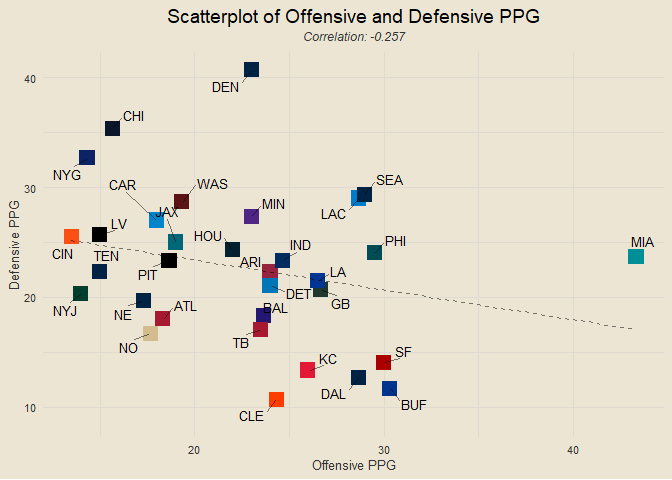 Scatterplot of Offensive and Defensive PPG
Correlation: -0.257
DEN
CHI
NYG
CAR
WAS
SEA
JAX
MIN
LAC
LV
HOU
PHI
MIA
CIN
TEN
IND
PIT
ARI
LA
NYJ
NE
ATL
DET
GB
BAL
NO
TB
KC
SF
DAL
BUF
CLE
Defensive PPG
40
30
20
10
20
30
40
Offensive PPG